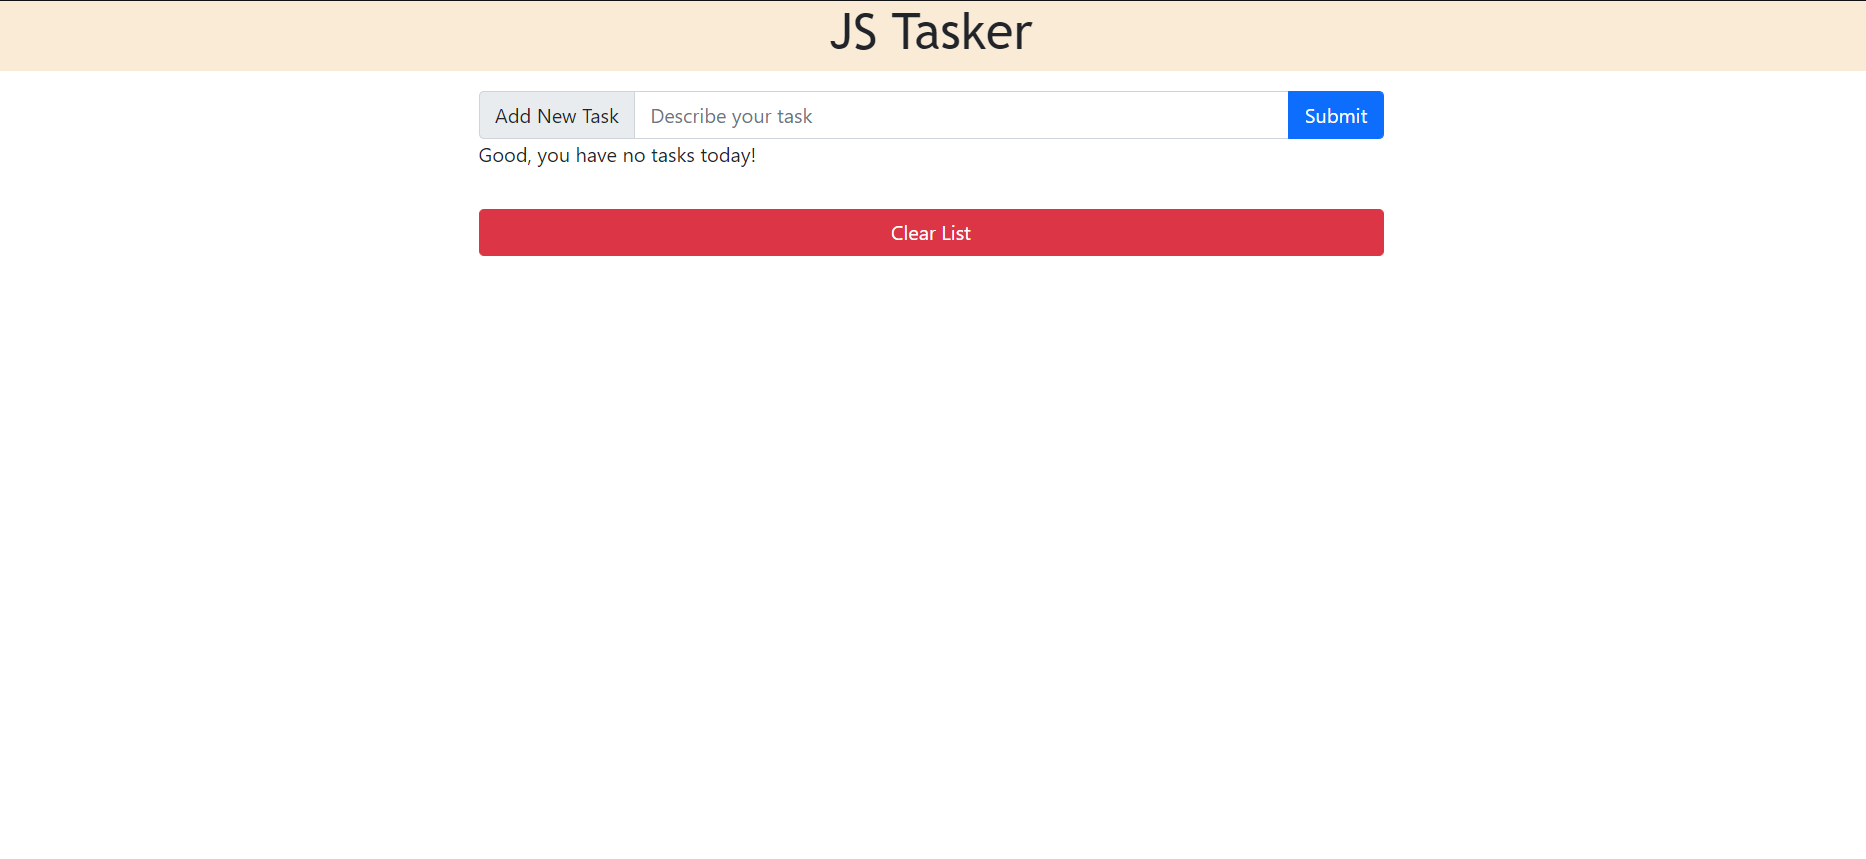 JS Tasker
Add New Task Describe your task Submit
Good, you have no tasks today!
Clear List